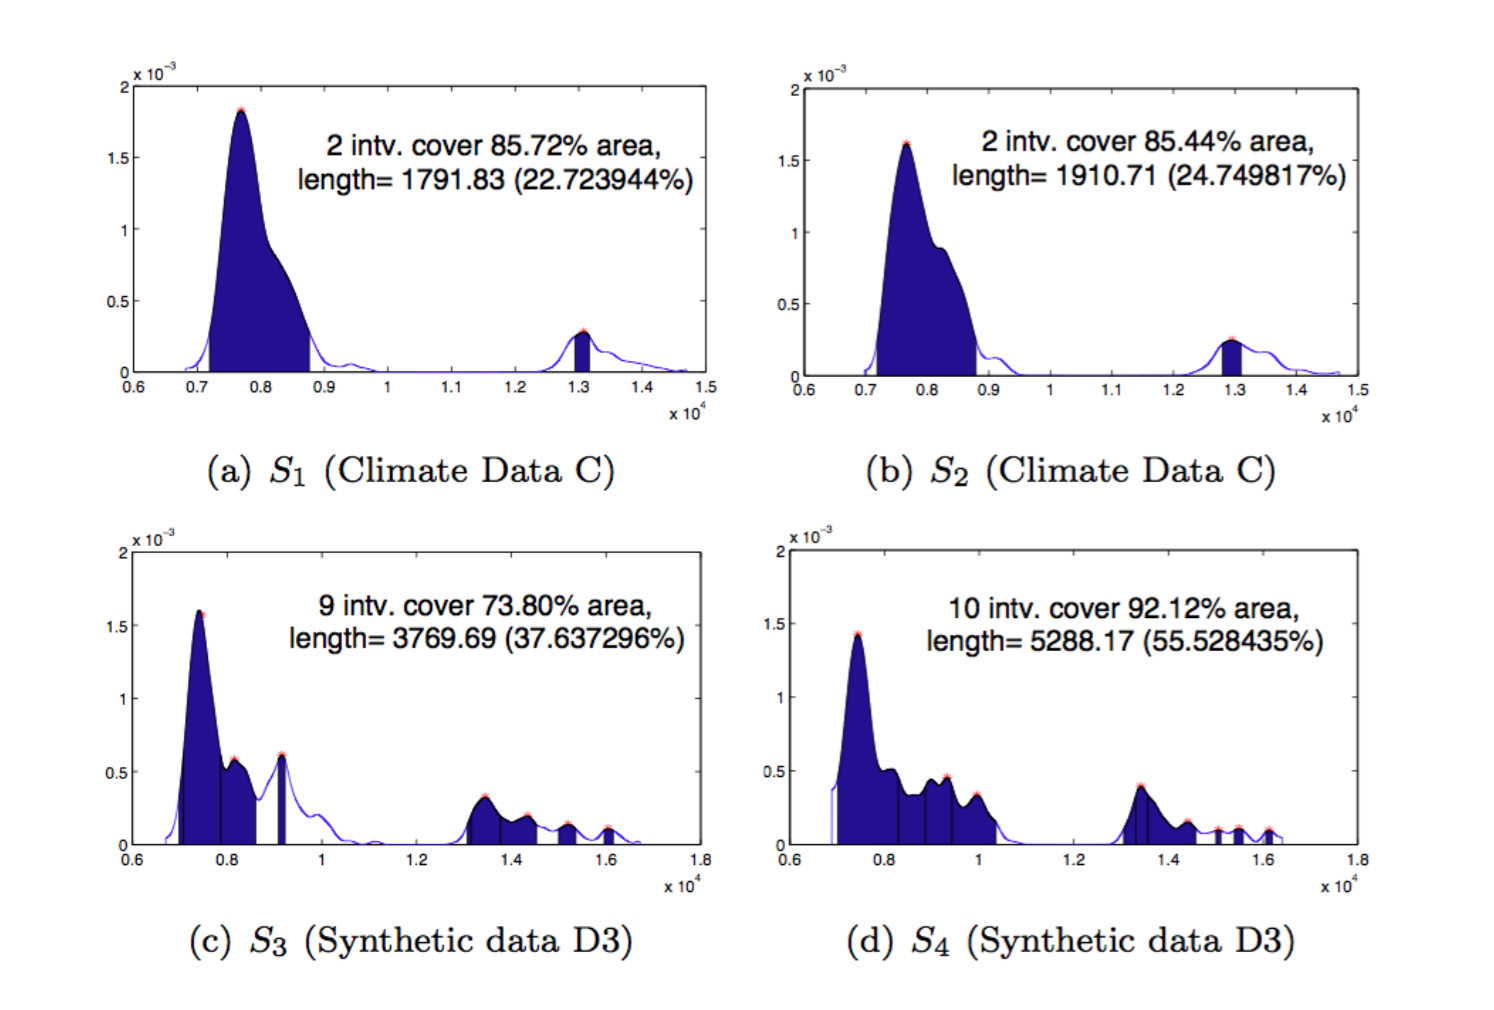 x 10⁻³
2
1.5
1
0.5
0
2 intv. cover 85.72% area,
length= 1791.83 (22.723944%)
0.6 0.7 0.8 0.9 1 1.1 1.2 1.3 1.4 1.5
x 10⁴
(a) S₁ (Climate Data C)
x 10⁻³
2
1.5
1
0.5
0
2 intv. cover 85.44% area,
length= 1910.71 (24.749817%)
0.6 0.7 0.8 0.9 1 1.1 1.2 1.3 1.4 1.5
x 10⁴
(b) S₂ (Climate Data C)
x 10⁻³
2
1.5
1
0.5
0
9 intv. cover 73.80% area,
length= 3769.69 (37.637296%)
0.6 0.8 1 1.2 1.4 1.6 1.8
x 10⁴
(c) S₃ (Synthetic data D3)
x 10⁻³
2
1.5
1
0.5
0
10 intv. cover 92.12% area,
length= 5288.17 (55.528435%)
0.6 0.8 1 1.2 1.4 1.6 1.8
x 10⁴
(d) S₄ (Synthetic data D3)